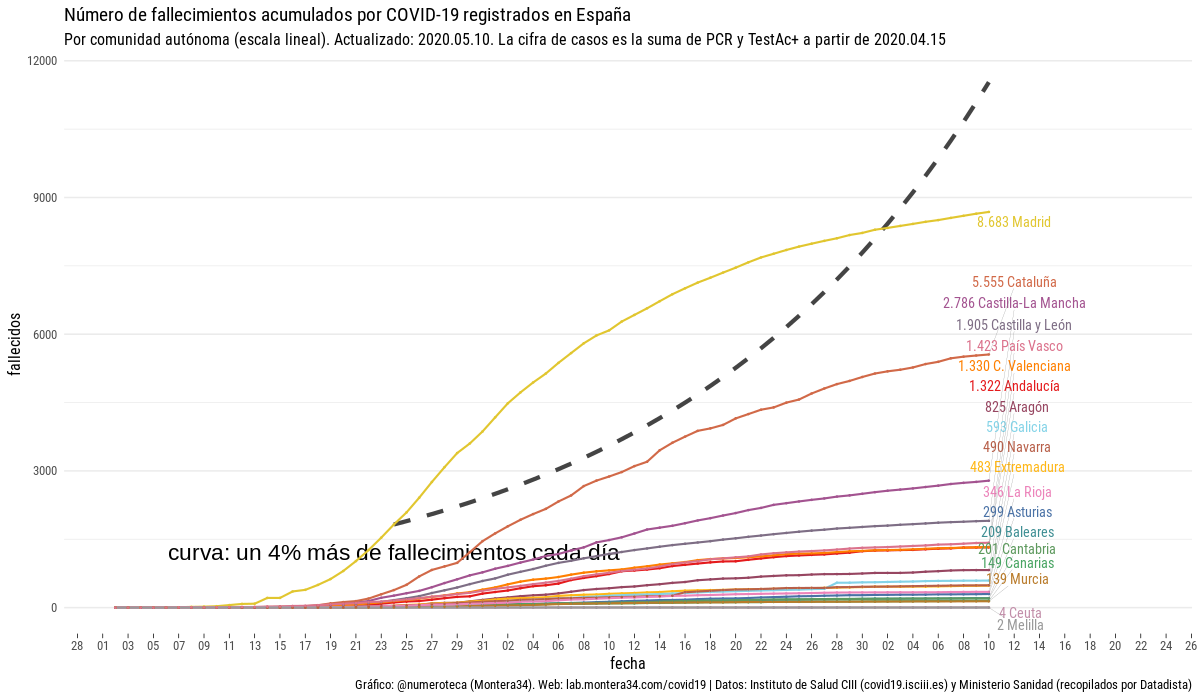 Número de fallecimientos acumulados por COVID-19 registrados en España
Por comunidad autónoma (escala lineal). Actualizado: 2020.05.10. La cifra de casos es la suma de PCR y TestAc+ a partir de 2020.04.15
12000
9000
6000
3000
0
fallecidos
8.683 Madrid
5.555 Cataluña
2.786 Castilla-La Mancha
1.905 Castilla y León
1.423 País Vasco
1.330 C. Valenciana
1.322 Andalucía
825 Aragón
593 Galicia
490 Navarra
483 Extremadura
346 La Rioja
299 Asturias
209 Baleares
201 Cantabria
149 Canarias
139 Murcia
4 Ceuta
2 Melilla
curva: un 4% más de fallecimientos cada día
28 01 03 05 07 09 11 13 15 17 19 21 23 25 27 29 31 02 04 06 08 10 12 14 16 18 20 22 24 26 28 30 02 04 06 08 10 12 14 16 18 20 22 24 26
fecha
Gráfico: @numeroteca (Montera34). Web: lab.montera34.com/covid19 | Datos: Instituto de Salud CIII (covid19.isciii.es) y Ministerio Sanidad (recopilados por Datadista)